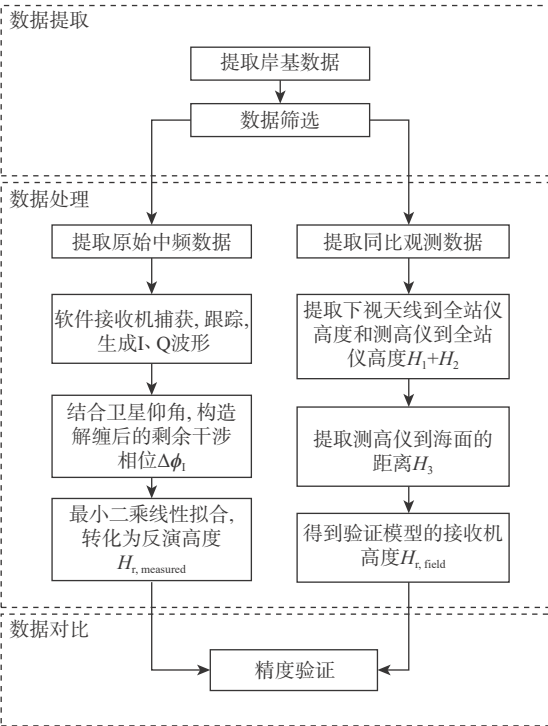 数据提取
提取岸基数据
数据筛选
数据处理
提取原始中频数据
软件接收机捕获, 跟踪,
生成I、Q波形
结合卫星仰角, 构造
解缠后的剩余干涉
相位Δϕ_I
最小二乘线性拟合,
转化为反演高度
H_r, measured
提取同比观测数据
提取下视天线到全站仪
高度和测高仪到全站
仪高度H_1+H_2
提取测高仪到海面的
距离H_3
得到验证模型的接收机
高度H_r, field
数据对比
精度验证